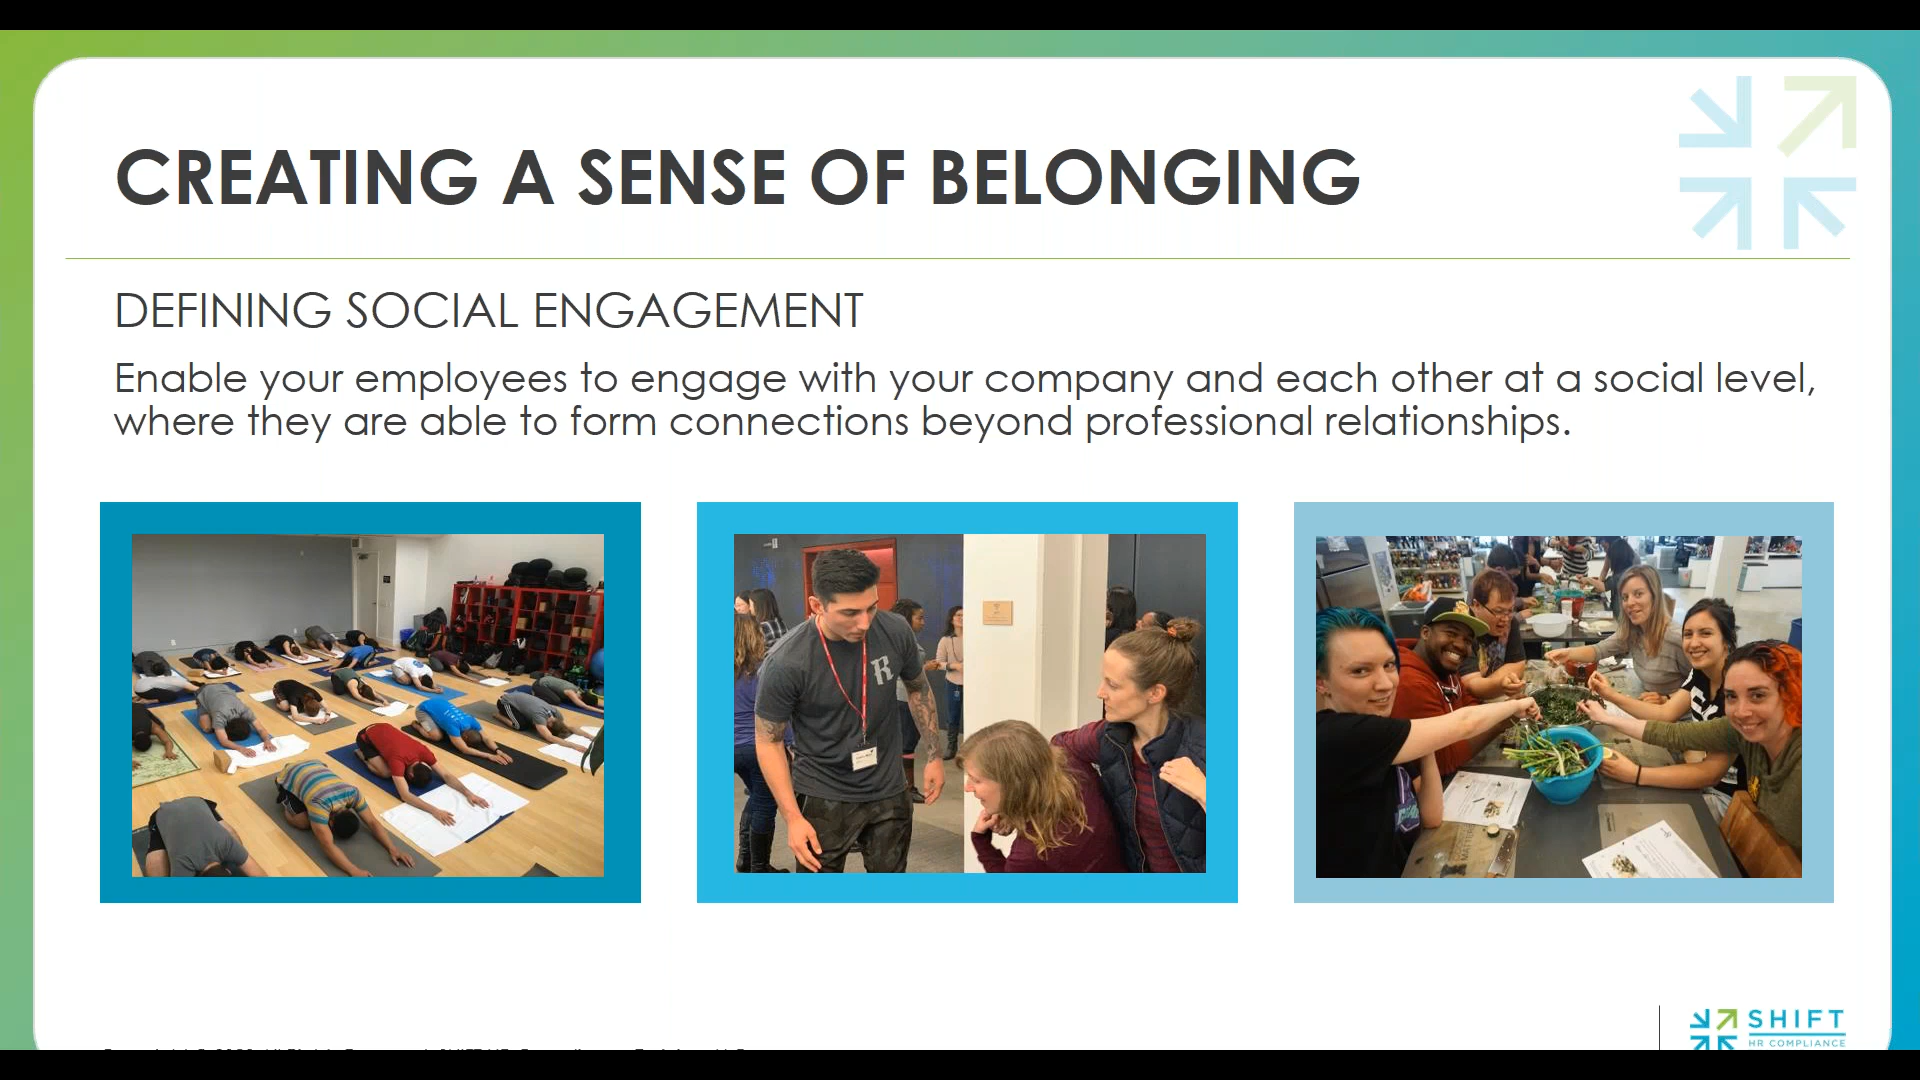 CREATING A SENSE OF BELONGING
DEFINING SOCIAL ENGAGEMENT
Enable your employees to engage with your company and each other at a social level,
where they are able to form connections beyond professional relationships.
SHIFT
HR COMPLIANCE